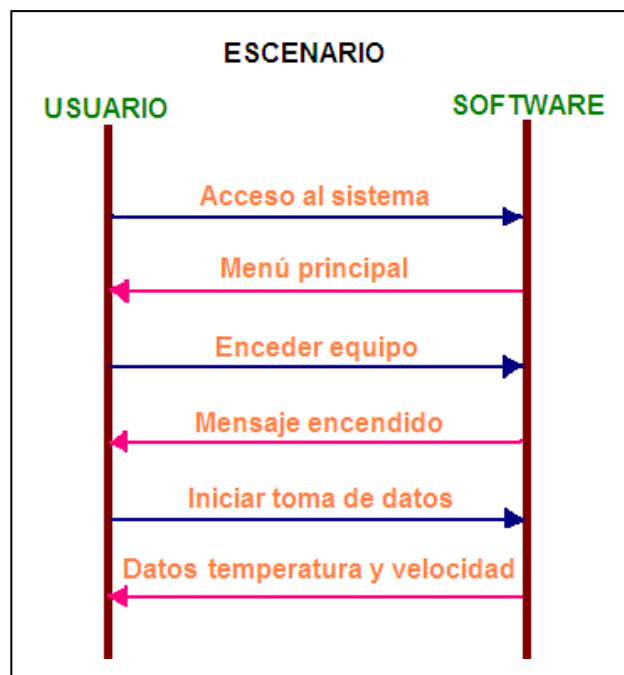 ESCENARIO
USUARIO
SOFTWARE
Acceso al sistema
Menú principal
Enceder equipo
Mensaje encendido
Iniciar toma de datos
Datos temperatura y velocidad